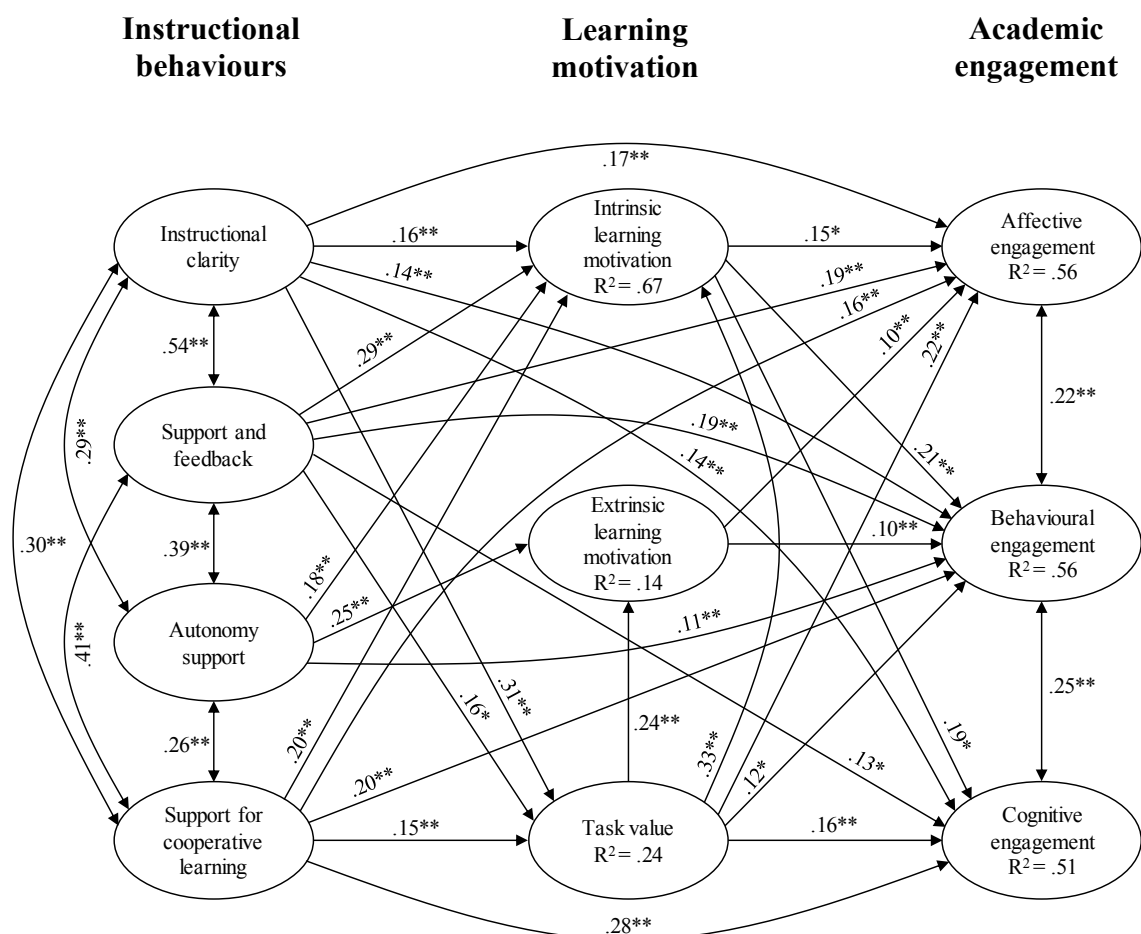 Instructional
behaviours
Learning
motivation
Academic
engagement
.17**
Instructional
clarity
Intrinsic
learning
motivation
R² = .67
Affective
engagement
R² = .56
.16**
.15*
.14**
.19**
.16**
.54**
.29**
.10**
.22**
.22**
Support and
feedback
.29**
.19**
.14**
.21**
Extrinsic
learning
motivation
R² = .14
Behavioural
engagement
R² = .56
.30**
.39**
.10**
.18**
.25**
.41**
Autonomy
support
.11**
.31**
.16*
.25**
.26**
.20**
.24**
.33**
.19*
.20**
.12*
.13*
Support for
cooperative
learning
.15**
Task value
R² = .24
.16**
Cognitive
engagement
R² = .51
.28**